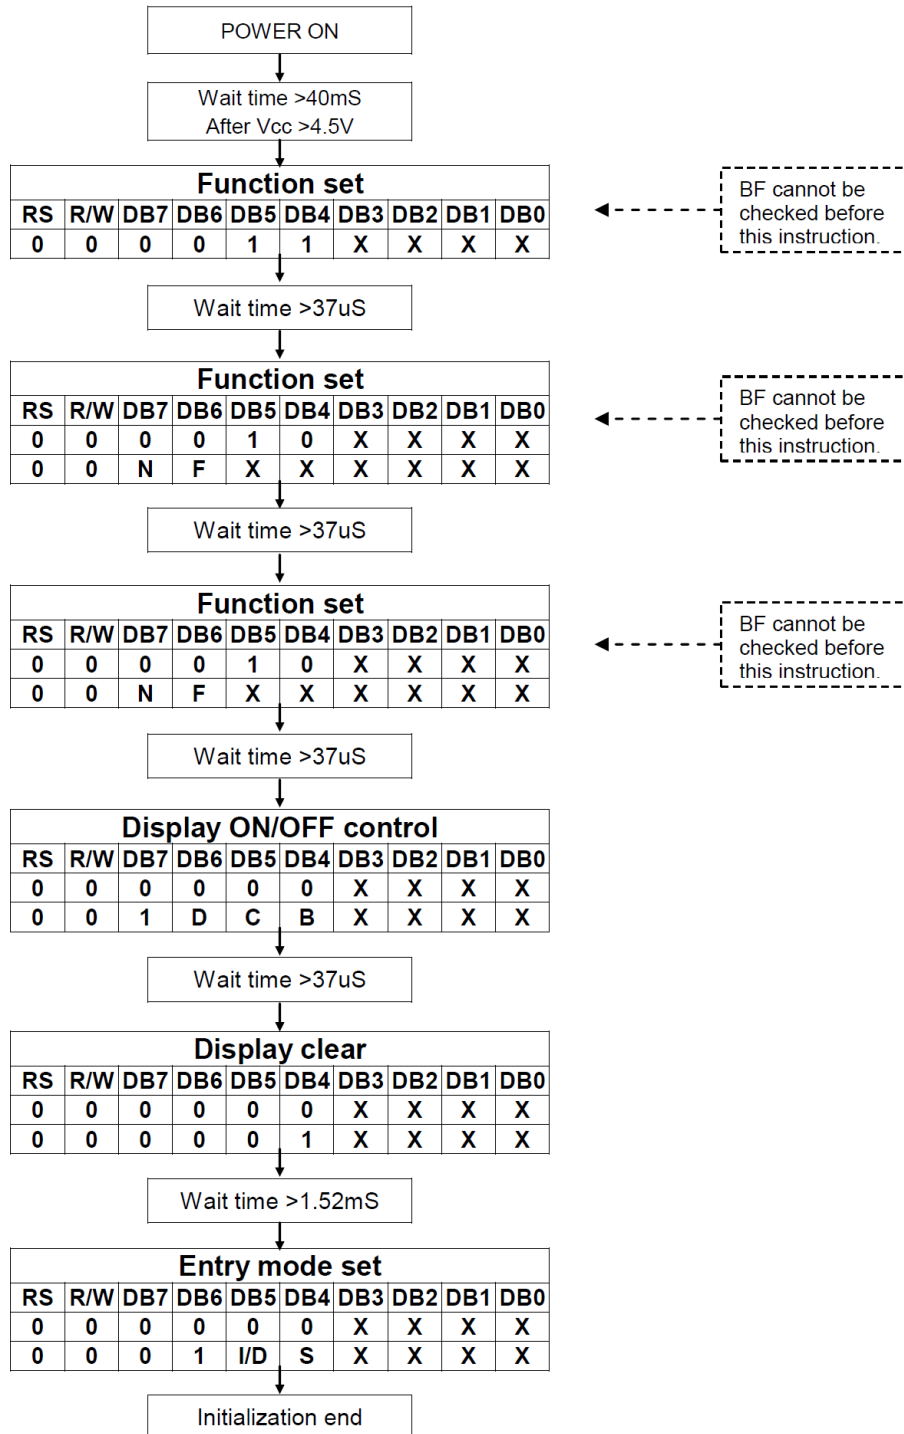 POWER ON
Wait time >40mS
After Vcc >4.5V
Function set
RS R/W DB7 DB6 DB5 DB4 DB3 DB2 DB1 DB0
0 0 0 0 1 1 X X X X
BF cannot be
checked before
this instruction.
Wait time >37uS
Function set
RS R/W DB7 DB6 DB5 DB4 DB3 DB2 DB1 DB0
0 0 0 0 1 0 X X X X
0 0 N F X X X X X X
BF cannot be
checked before
this instruction.
Wait time >37uS
Function set
RS R/W DB7 DB6 DB5 DB4 DB3 DB2 DB1 DB0
0 0 0 0 1 0 X X X X
0 0 N F X X X X X X
BF cannot be
checked before
this instruction.
Wait time >37uS
Display ON/OFF control
RS R/W DB7 DB6 DB5 DB4 DB3 DB2 DB1 DB0
0 0 0 0 0 0 X X X X
0 0 1 D C B X X X X
Wait time >37uS
Display clear
RS R/W DB7 DB6 DB5 DB4 DB3 DB2 DB1 DB0
0 0 0 0 0 0 X X X X
0 0 0 0 0 1 X X X X
Wait time >1.52mS
Entry mode set
RS R/W DB7 DB6 DB5 DB4 DB3 DB2 DB1 DB0
0 0 0 0 0 0 X X X X
0 0 0 1 I/D S X X X X
Initialization end